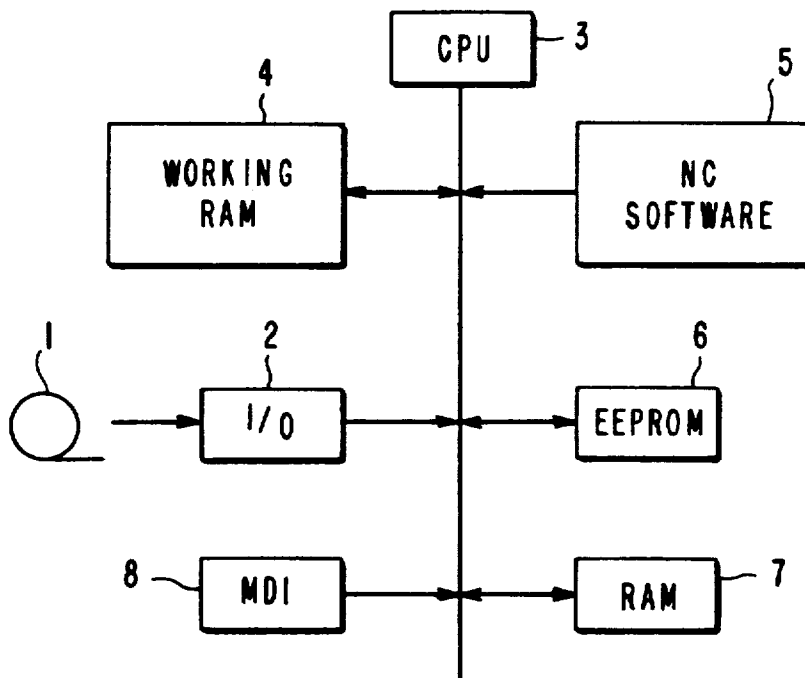 CPU
3
4
5
WORKING
RAM
NC
SOFTWARE
1
2
6
I/O
EEPROM
8
MDI
RAM
7